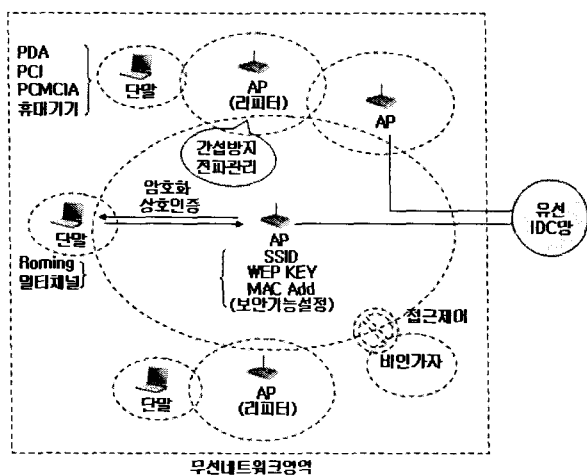 PDA
PCI
PCMCIA
휴대기기
단말
AP
(리피터)
AP
간섭방지
전파관리
암호화
상호인증
유선
IDC망
단말
Roming
멀티채널
AP
SSID
WEP KEY
MAC Add
(보안기능설정)
접근제어
비인가자
단말
AP
(리피터)
무선네트워크영역